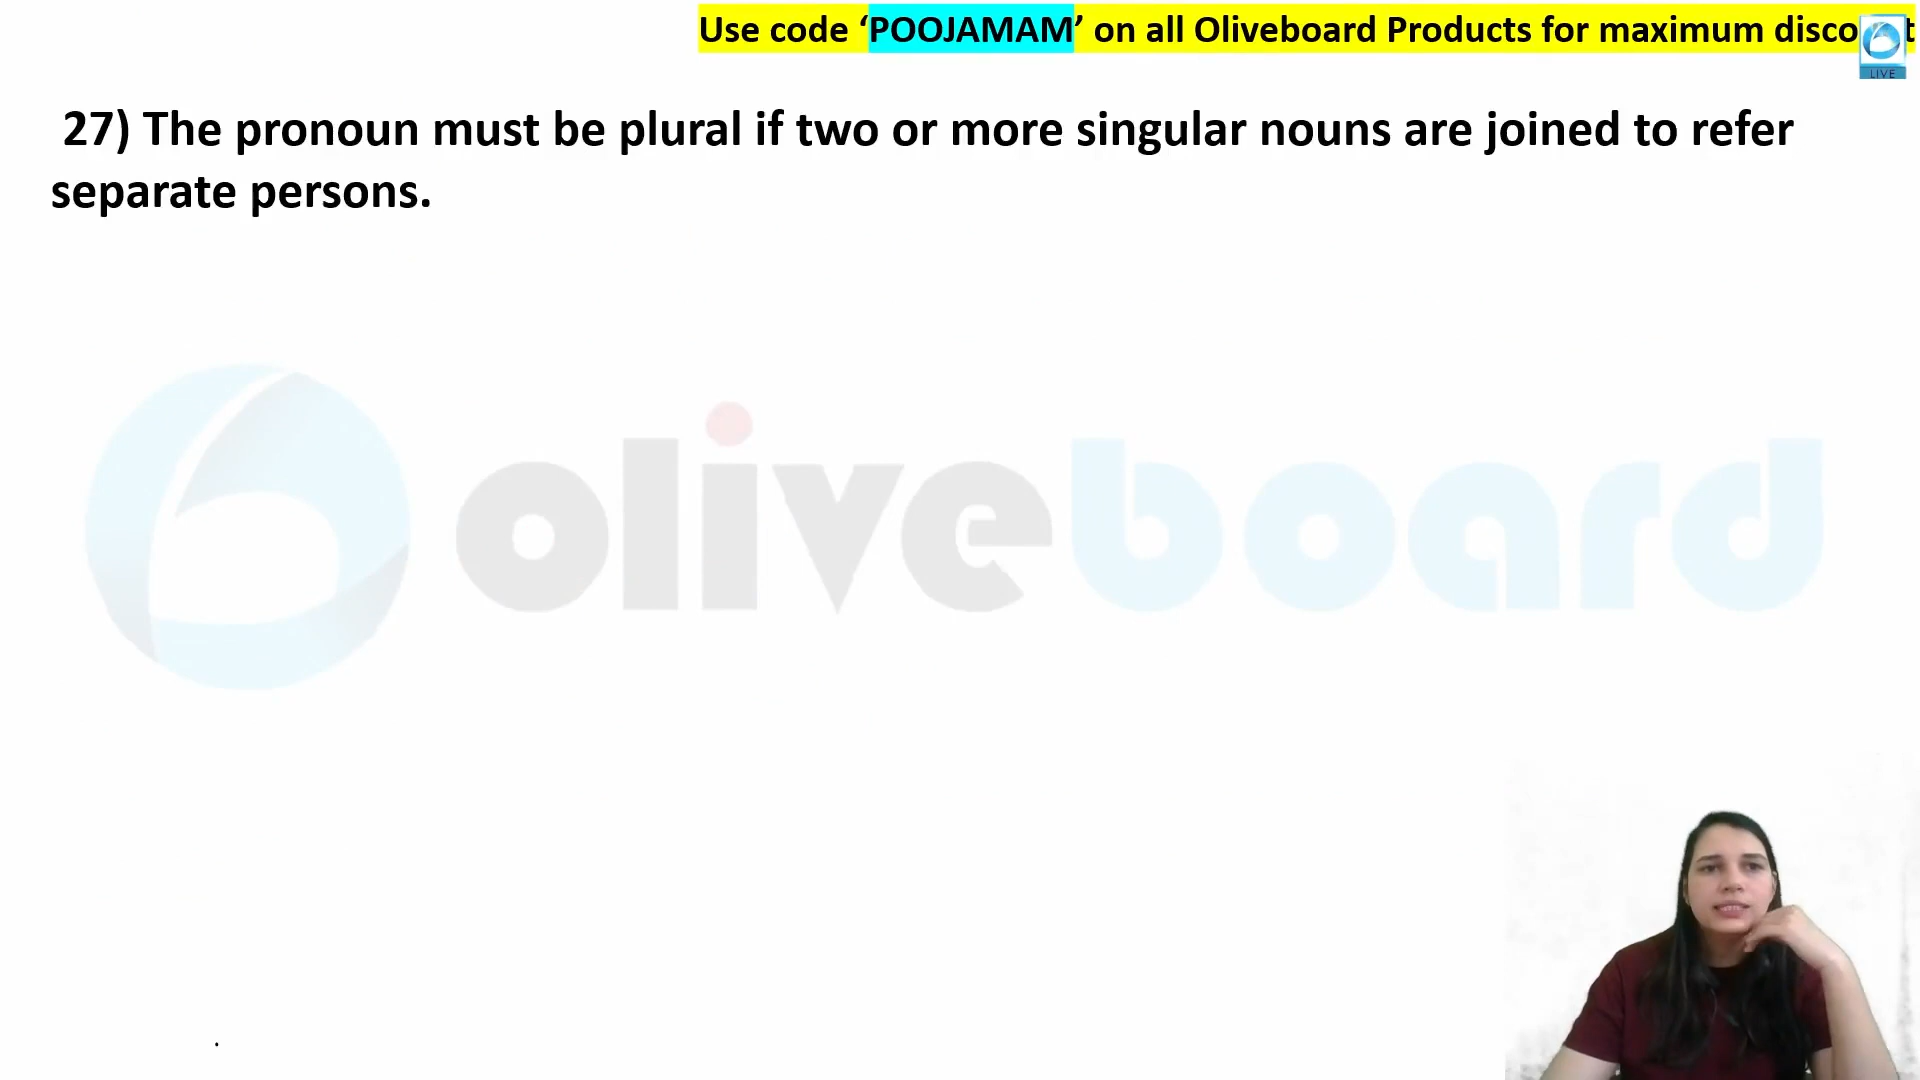 Use code ‘POOJAMAM’ on all Oliveboard Products for maximum
LIVE
27) The pronoun must be plural if two or more singular nouns are joined to refer
separate persons.
oliveboard